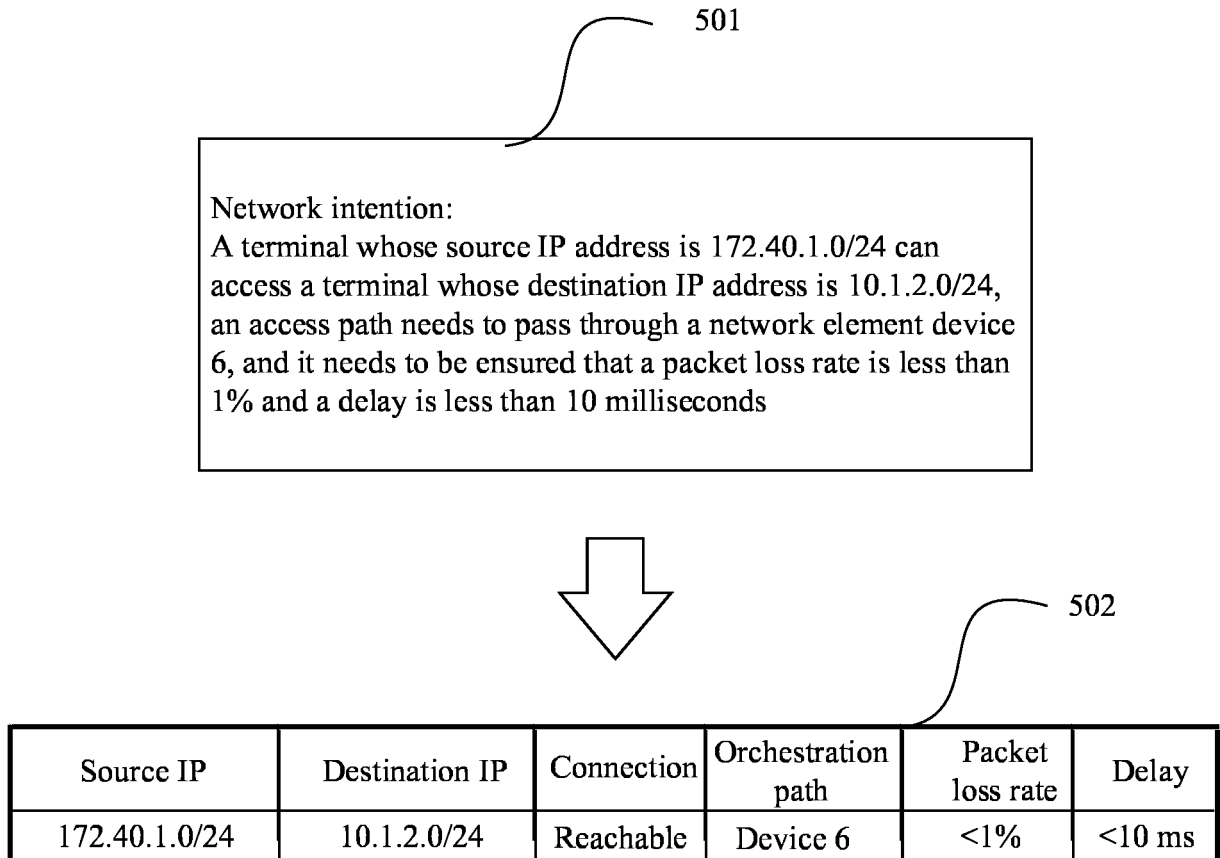 501
Network intention:
A terminal whose source IP address is 172.40.1.0/24 can
access a terminal whose destination IP address is 10.1.2.0/24,
an access path needs to pass through a network element device
6, and it needs to be ensured that a packet loss rate is less than
1% and a delay is less than 10 milliseconds
502
Source IP Destination IP Connection Orchestration path Packet loss rate Delay
172.40.1.0/24 10.1.2.0/24 Reachable Device 6 <1% <10 ms